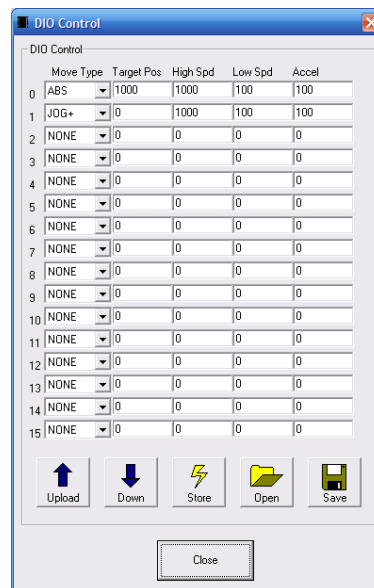 DIO Control
DIO Control
Move Type Target Pos High Spd Low Spd Accel
0 ABS 1000 1000 100 100
1 JOG+ 0 1000 100 100
2 NONE 0 0 0 0
3 NONE 0 0 0 0
4 NONE 0 0 0 0
5 NONE 0 0 0 0
6 NONE 0 0 0 0
7 NONE 0 0 0 0
8 NONE 0 0 0 0
9 NONE 0 0 0 0
10 NONE 0 0 0 0
11 NONE 0 0 0 0
12 NONE 0 0 0 0
13 NONE 0 0 0 0
14 NONE 0 0 0 0
15 NONE 0 0 0 0
Upload Down Store Open Save
Close